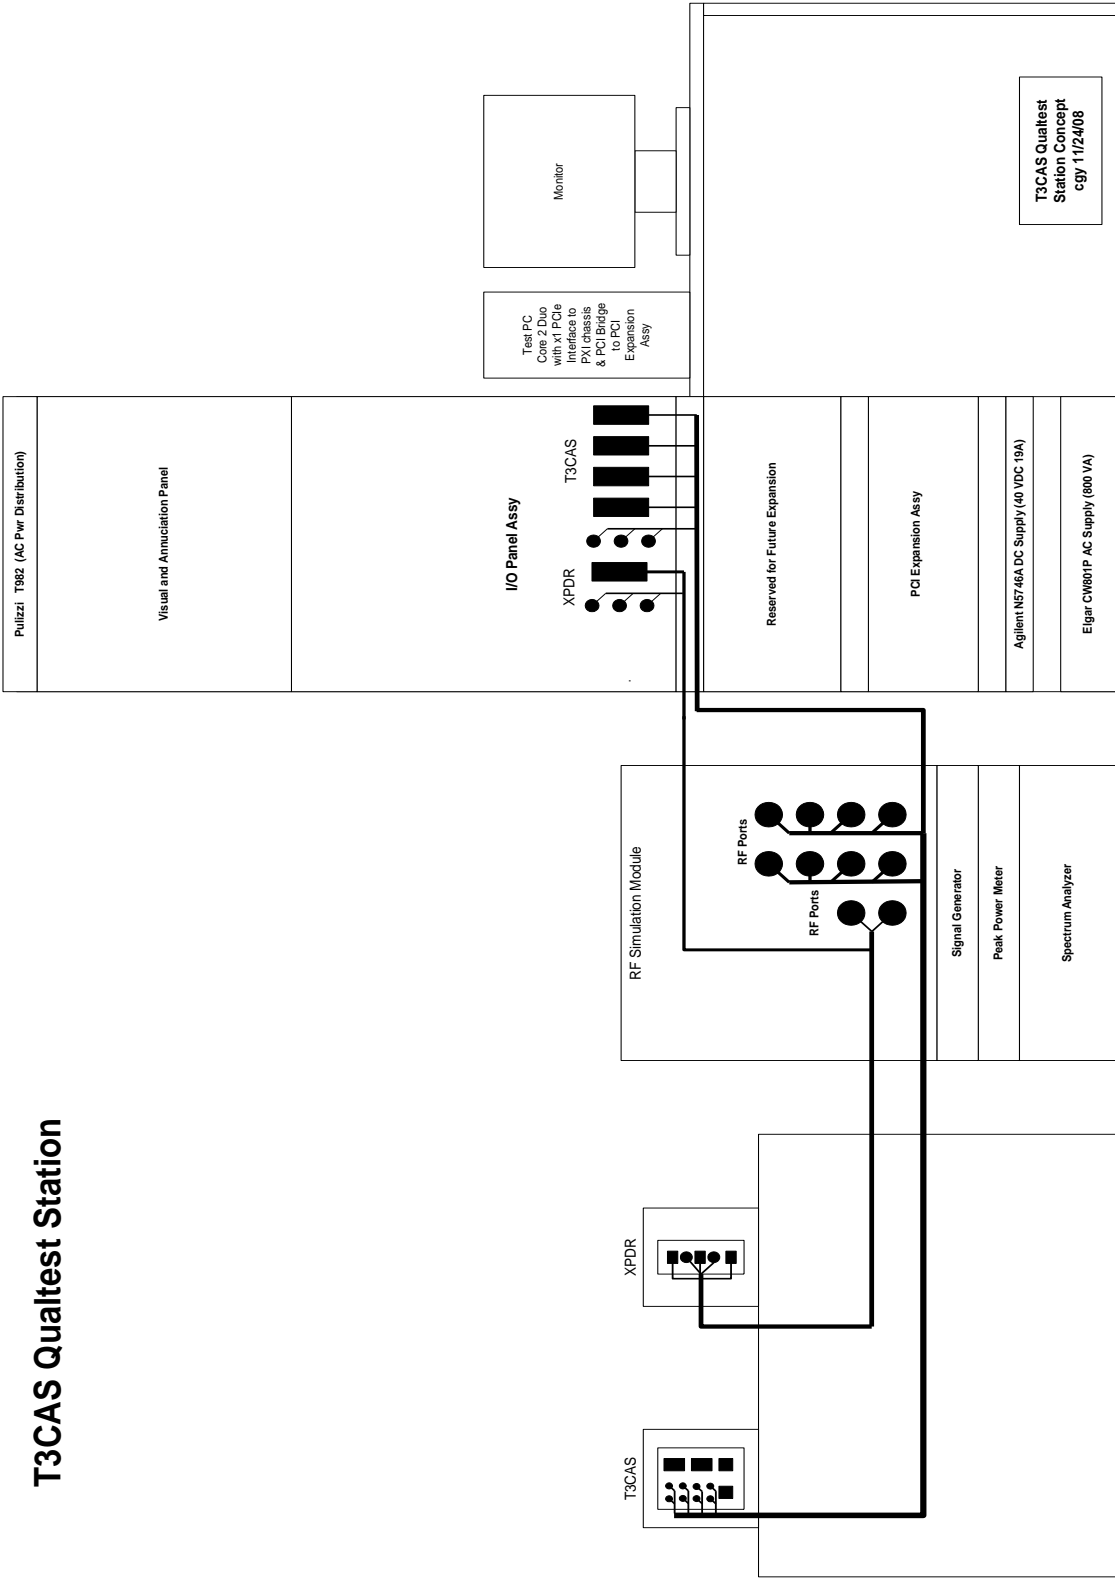 T3CAS Qualtest Station
T3CAS
XPDR
RF Simulation Module
RF Ports
RF Ports
Signal Generator
Peak Power Meter
Spectrum Analyzer
Pulizzi T982 (AC Pwr Distribution)
Visual and Annuciation Panel
I/O Panel Assy
XPDR
T3CAS
Reserved for Future Expansion
PCI Expansion Assy
Agilent N5746A DC Supply (40 VDC 19A)
Elgar CW801P AC Supply (800 VA)
Test PC
Core 2 Duo
with x1 PCIe
Interface to
PXI chassis
& PCI Bridge
to PCI
Expansion
Assy
Monitor
T3CAS Qualtest
Station Concept
cgy 11/24/08